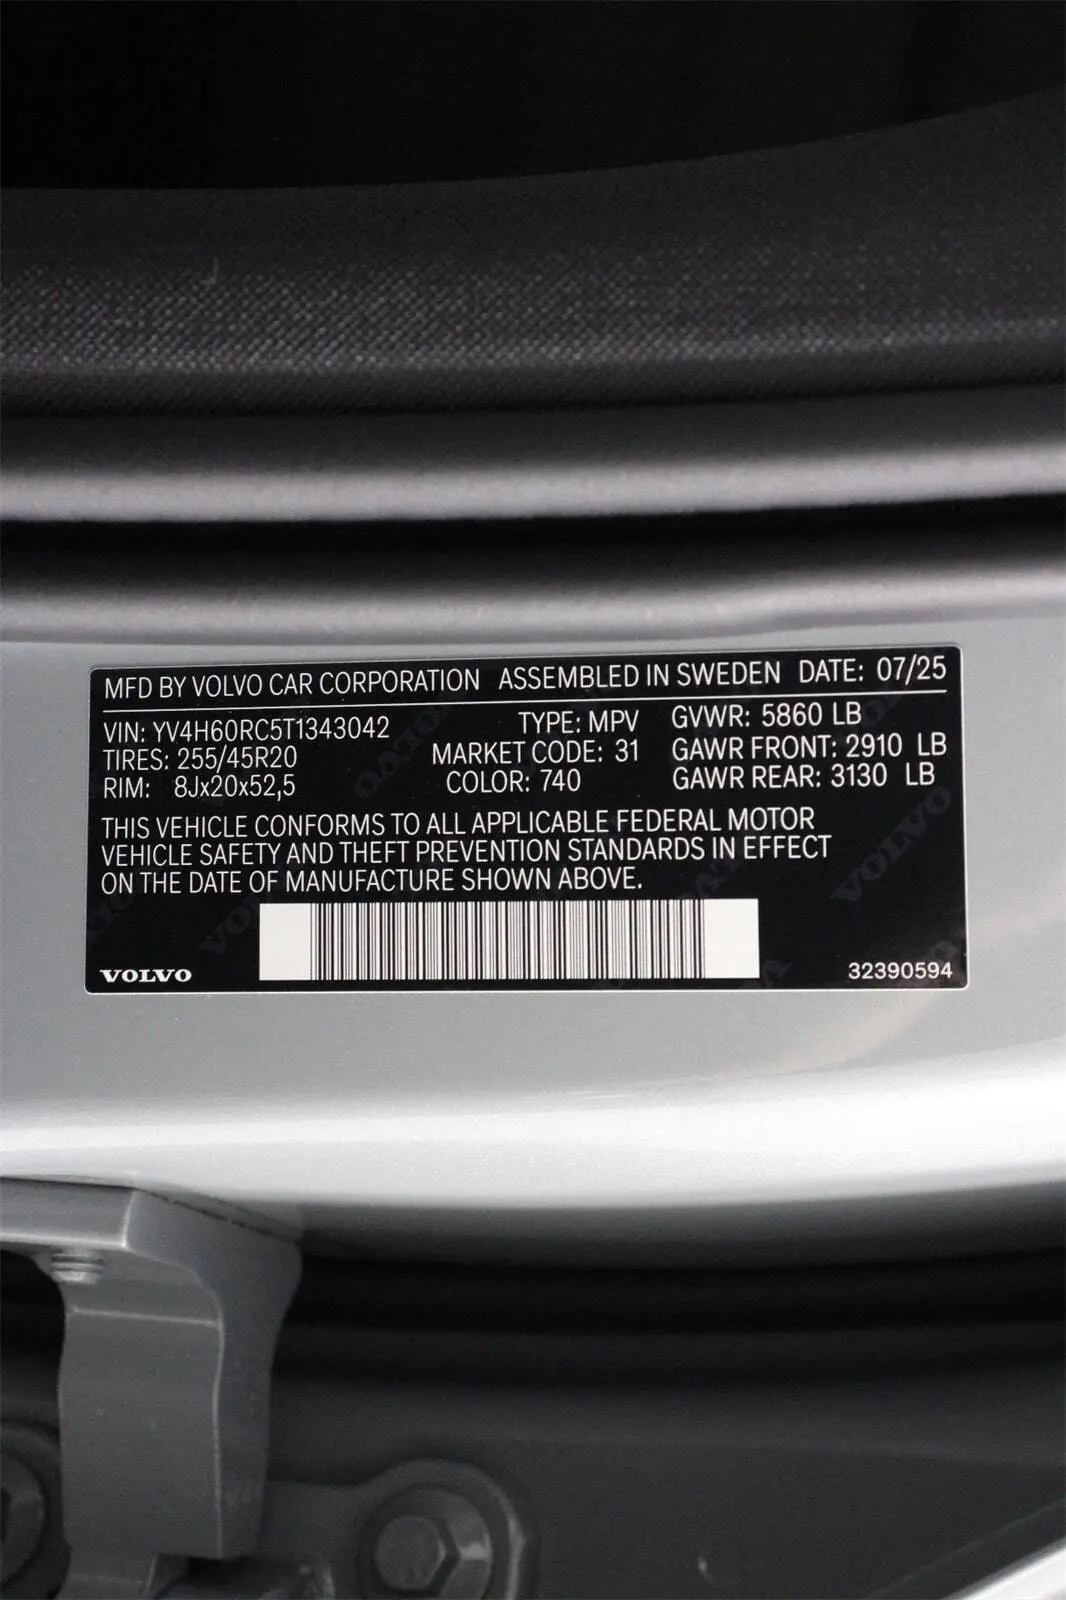 MFD BY VOLVO CAR CORPORATION ASSEMBLED IN SWEDEN DATE: 07/25
VIN: YV4H60RC5T1343042 TYPE: MPV GVWR: 5860 LB
TIRES: 255/45R20 MARKET CODE: 31 GAWR FRONT: 2910 LB
RIM: 8Jx20x52,5 COLOR: 740 GAWR REAR: 3130 LB
THIS VEHICLE CONFORMS TO ALL APPLICABLE FEDERAL MOTOR
VEHICLE SAFETY AND THEFT PREVENTION STANDARDS IN EFFECT
ON THE DATE OF MANUFACTURE SHOWN ABOVE.
VOLVO 32390594